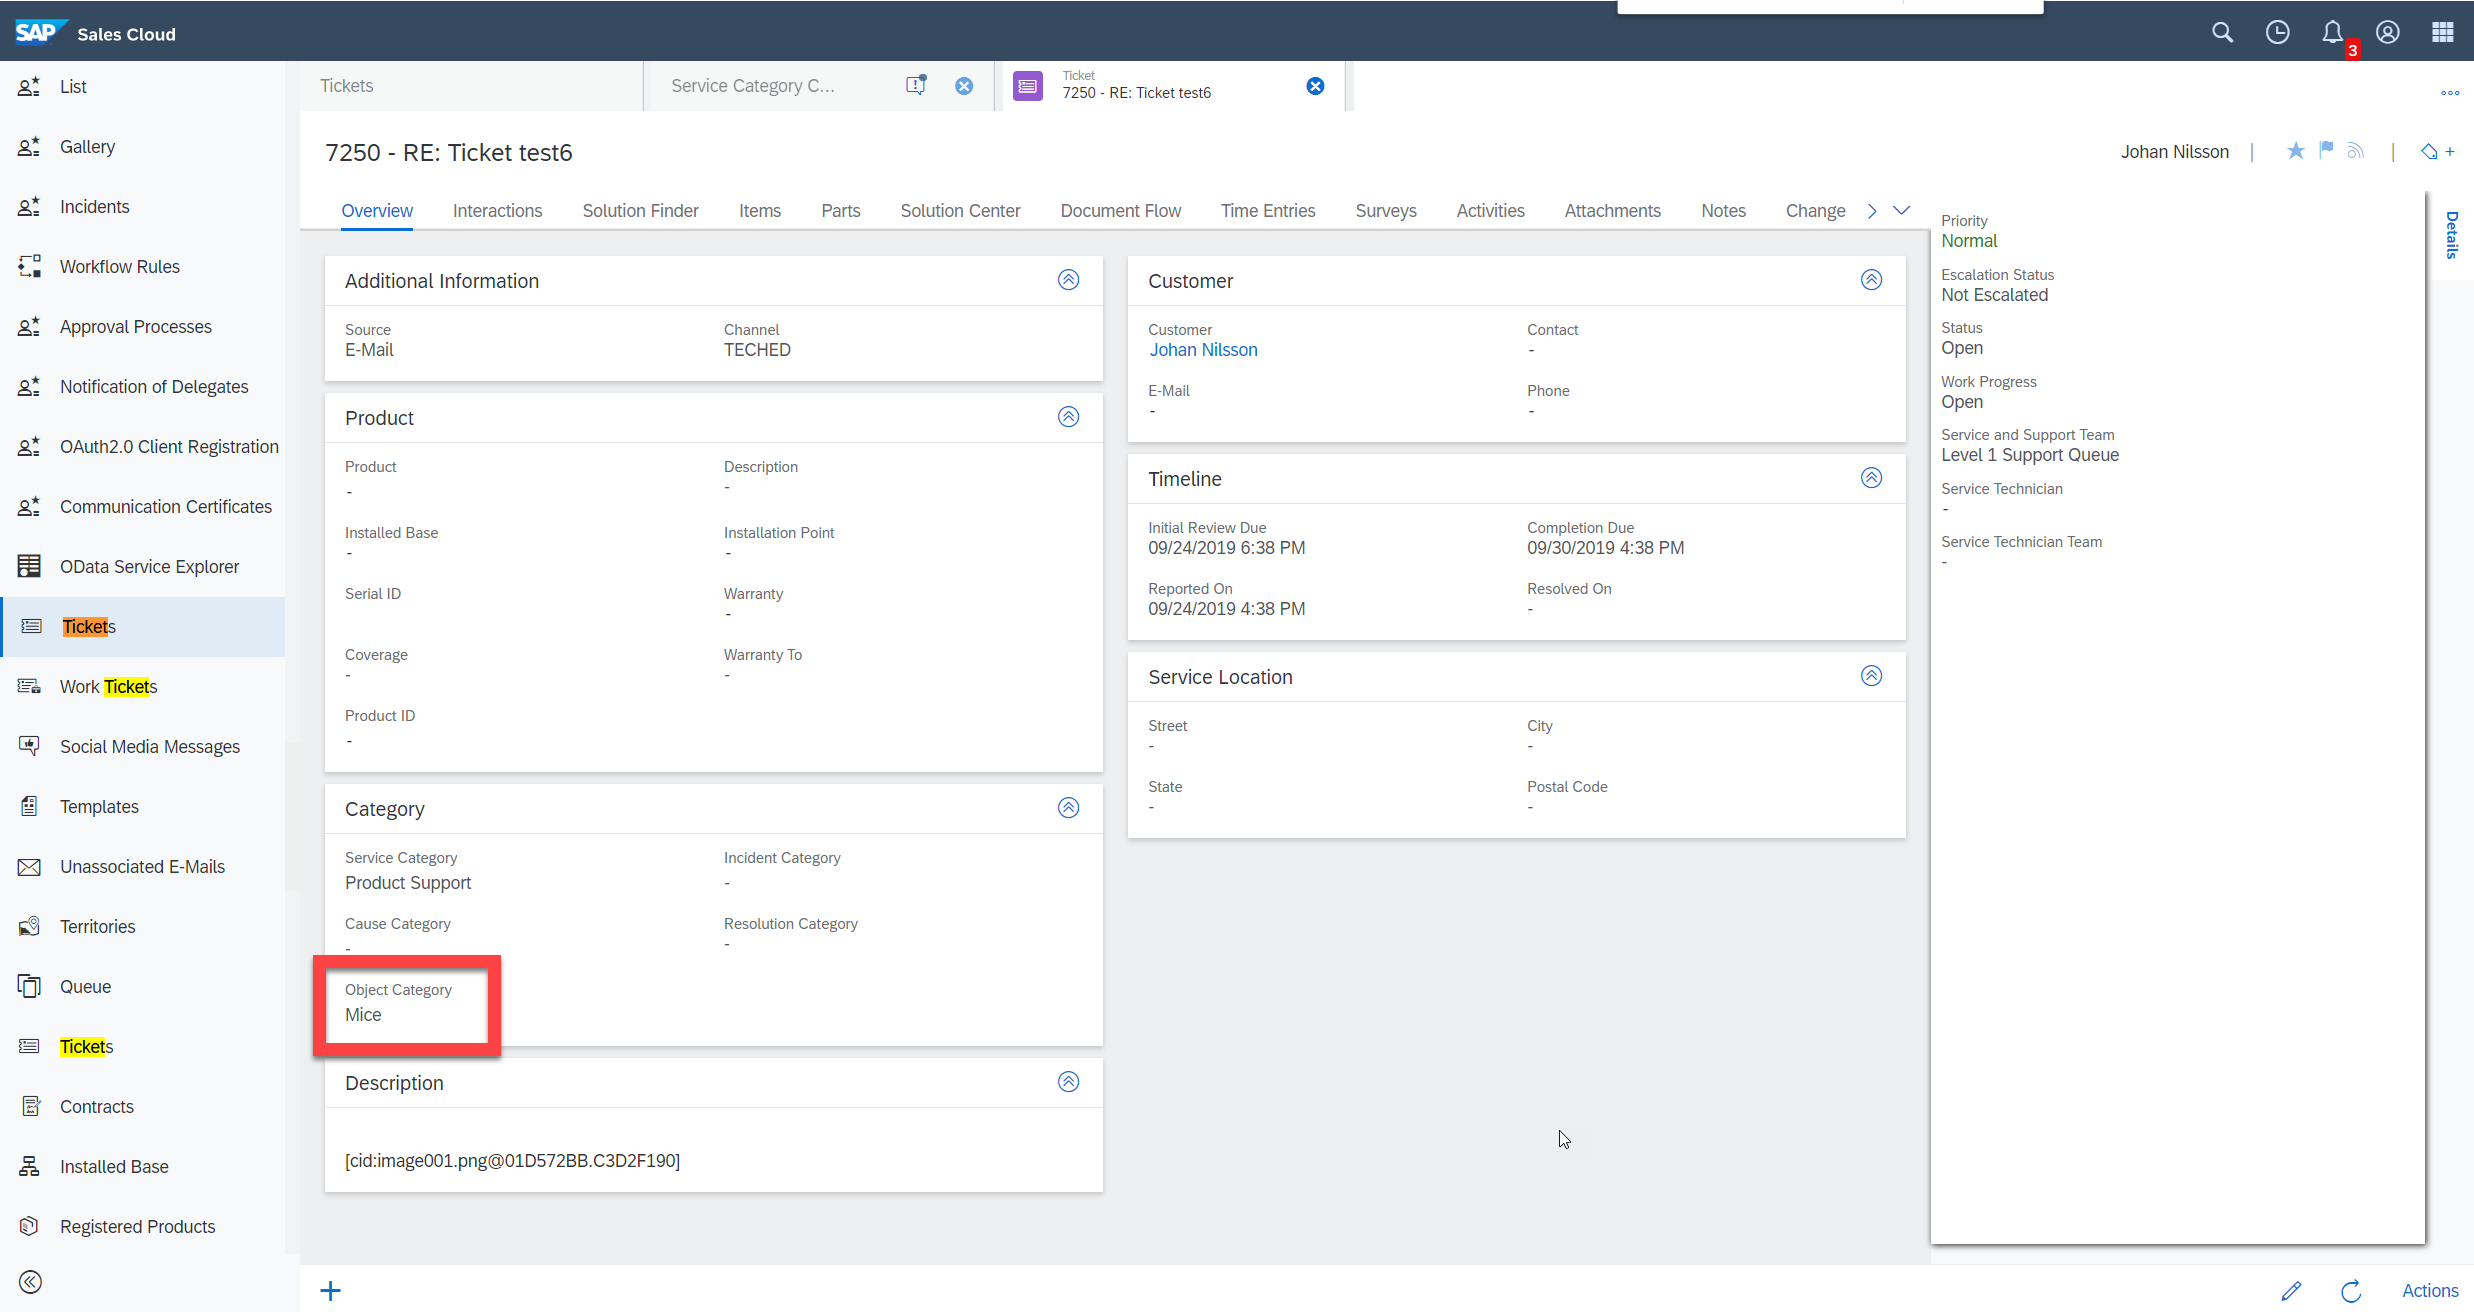 SAP Sales Cloud
3
List
Gallery
Incidents
Workflow Rules
Approval Processes
Notification of Delegates
OAuth2.0 Client Registration
Communication Certificates
OData Service Explorer
Tickets
Work Tickets
Social Media Messages
Templates
Unassociated E-Mails
Territories
Queue
Tickets
Contracts
Installed Base
Registered Products
Tickets
Service Category C...
Ticket
7250 - RE: Ticket test6
7250 - RE: Ticket test6
Johan Nilsson
Overview Interactions Solution Finder Items Parts Solution Center Document Flow Time Entries Surveys Activities Attachments Notes Change
Additional Information
Source
E-Mail
Channel
TECHED
Product
Product
-
Description
-
Installed Base
-
Installation Point
-
Serial ID
Warranty
-
Coverage
-
Warranty To
-
Product ID
-
Category
Service Category
Product Support
Incident Category
-
Cause Category
-
Resolution Category
-
Object Category
Mice
Description
[cid:image001.png@01D572BB.C3D2F190]
Customer
Customer
Johan Nilsson
Contact
-
E-Mail
-
Phone
-
Timeline
Initial Review Due
09/24/2019 6:38 PM
Completion Due
09/30/2019 4:38 PM
Reported On
09/24/2019 4:38 PM
Resolved On
-
Service Location
Street
-
City
-
State
-
Postal Code
-
Priority
Normal
Escalation Status
Not Escalated
Status
Open
Work Progress
Open
Service and Support Team
Level 1 Support Queue
Service Technician
-
Service Technician Team
-
Details
Actions